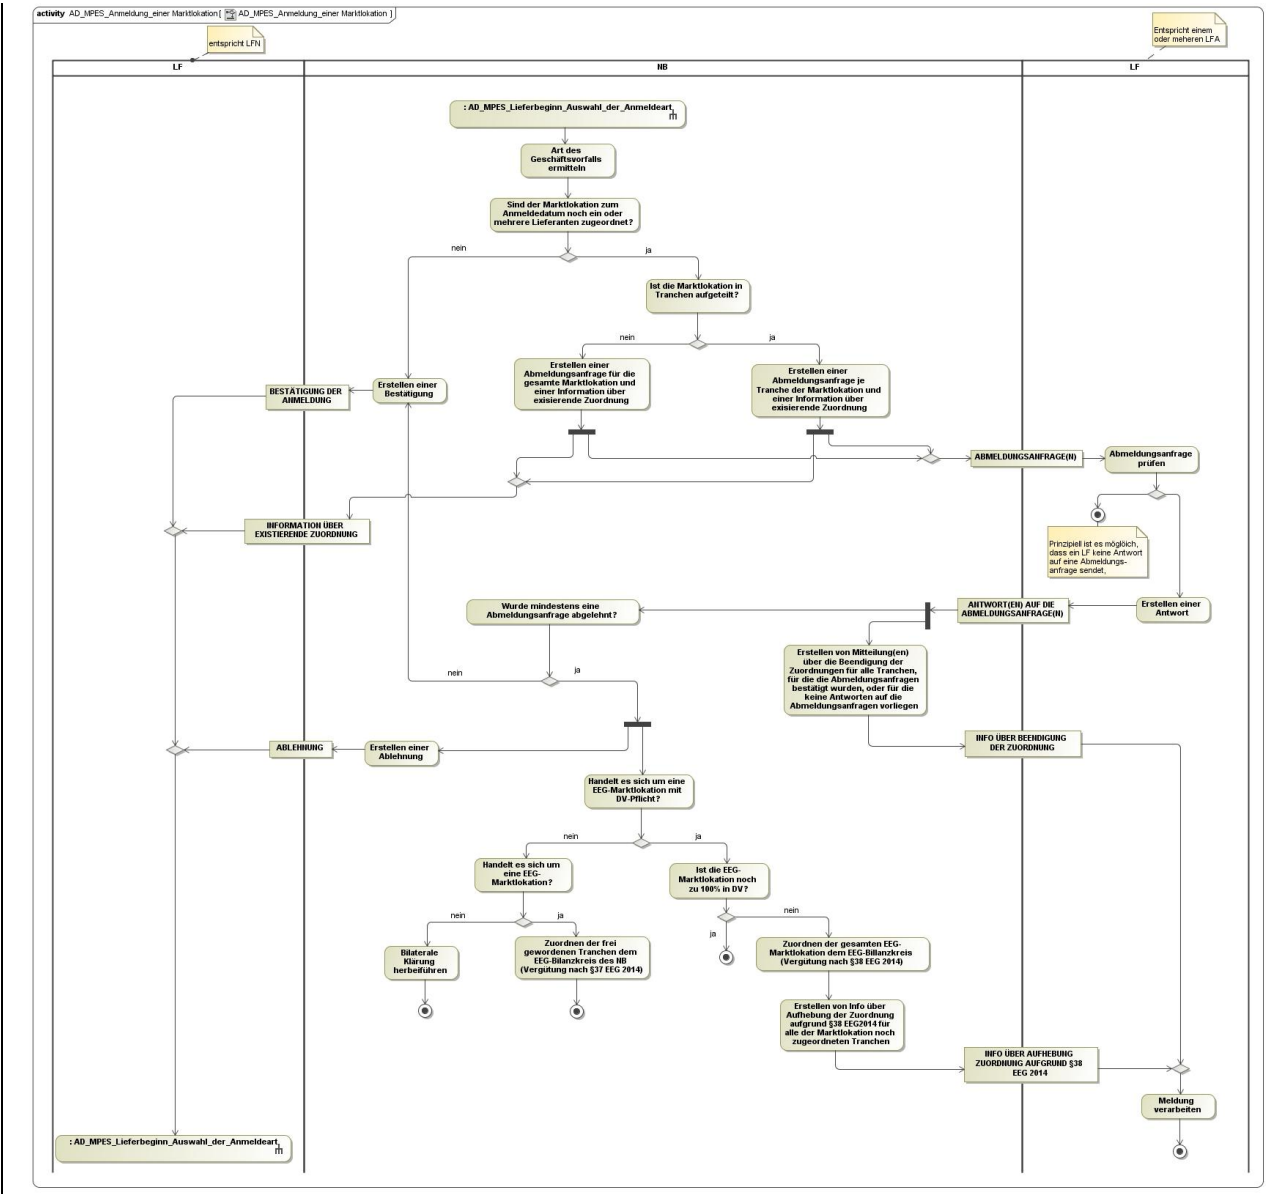 activity AD_MPES_Anmeldung_einer Marktlokation [ AD_MPES_Anmeldung_einer Marktlokation ]
entspricht LFN
Entspricht einem
oder meheren LFA
LF
NB
LF
: AD_MPES_Lieferbeginn_Auswahl_der_Anmeldeart
Art des
Geschäftsvorfalls
ermitteln
Sind der Marktlokation zum
Anmeldedatum noch ein oder
mehrere Lieferanten zugeordnet?
nein
ja
Ist die Marktlokation in
Tranchen aufgeteilt?
nein
ja
Erstellen einer
Abmeldungsanfrage für die
gesamte Marktlokation und
einer Information über
exisierende Zuordnung
Erstellen einer
Abmeldungsanfrage je
Tranche der Marktlokation und
einer Information über
exisierende Zuordnung
BESTÄTIGUNG DER
ANMELDUNG
Erstellen einer
Bestätigung
ABMELDUNGSANFRAGE(N)
Abmeldungsanfrage
prüfen
INFORMATION ÜBER
EXISTIERENDE ZUORDNUNG
Prinzipiell ist es möglöich,
dass ein LF keine Antwort
auf eine Abmeldungs-
anfrage sendet.
Wurde mindestens eine
Abmeldungsanfrage abgelehnt?
ANTWORT(EN) AUF DIE
ABMELDUNGSANFRAGE(N)
Erstellen einer
Antwort
Erstellen von Mitteilung(en)
über die Beendigung der
Zuordnungen für alle Tranchen,
für die die Abmeldungsanfragen
bestätigt wurden, oder für die
keine Antworten auf die
Abmeldungsanfragen vorliegen
nein
ja
ABLEHNUNG
Erstellen einer
Ablehnung
INFO ÜBER BEENDIGUNG
DER ZUORDNUNG
Handelt es sich um eine
EEG-Marktlokation mit
DV-Pflicht?
nein
ja
Handelt es sich um
eine EEG-
Marktlokation?
Ist die EEG-
Marktlokation noch
zu 100% in DV?
nein
ja
ja
nein
Bilaterale
Klärung
herbeiführen
Zuordnen der frei
gewordenen Tranchen dem
EEG-Bilanzkreis des NB
(Vergütung nach §37 EEG 2014)
Zuordnen der gesamten EEG-
Marktlokation dem EEG-Billanzkreis
(Vergütung nach §38 EEG 2014)
Erstellen von Info über
Aufhebung der Zuordnung
aufgrund §38 EEG2014 für
alle der Marktlokation noch
zugeordneten Tranchen
INFO ÜBER AUFHEBUNG
ZUORDNUNG AUFGRUND §38
EEG 2014
Meldung
verarbeiten
: AD_MPES_Lieferbeginn_Auswahl_der_Anmeldeart